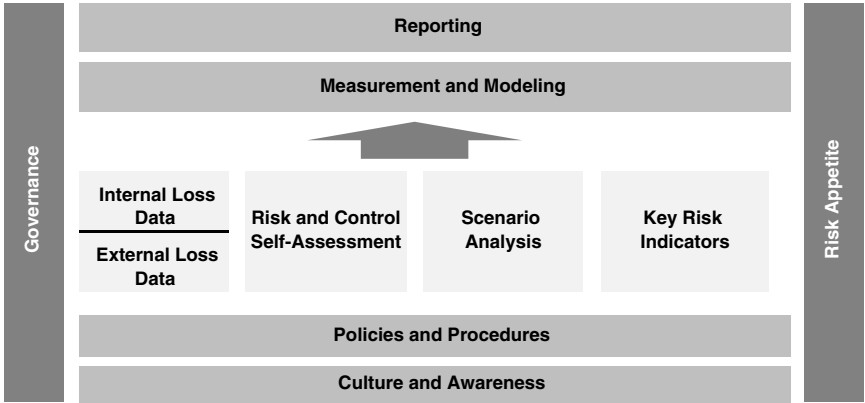 Governance
Reporting
Measurement and Modeling
Internal Loss
Data
External Loss
Data
Risk and Control
Self-Assessment
Scenario
Analysis
Key Risk
Indicators
Policies and Procedures
Culture and Awareness
Risk Appetite